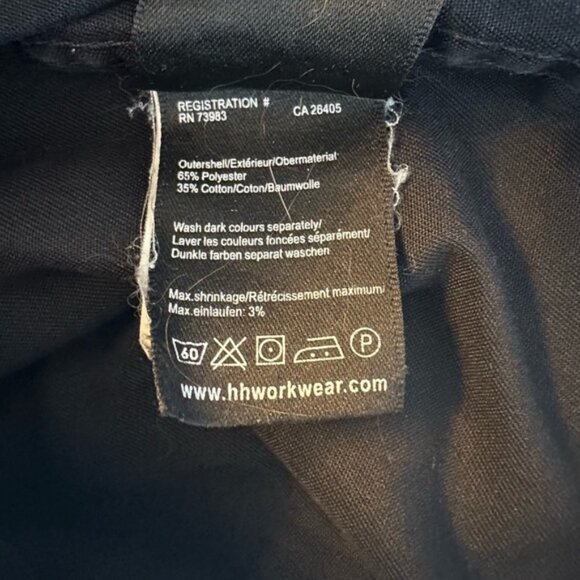 REGISTRATION # CA 26405
RN 73983
Outershell/Extérieur/Obermaterial
65% Polyester
35% Cotton/Coton/Baumwolle
Wash dark colours separately/
Laver les couleurs foncées séparément/
Dunkle farben separat waschen
Max.shrinkage/Rétrécissement maximum/
Max.einlaufen: 3%
60 P
www.hhworkwear.com